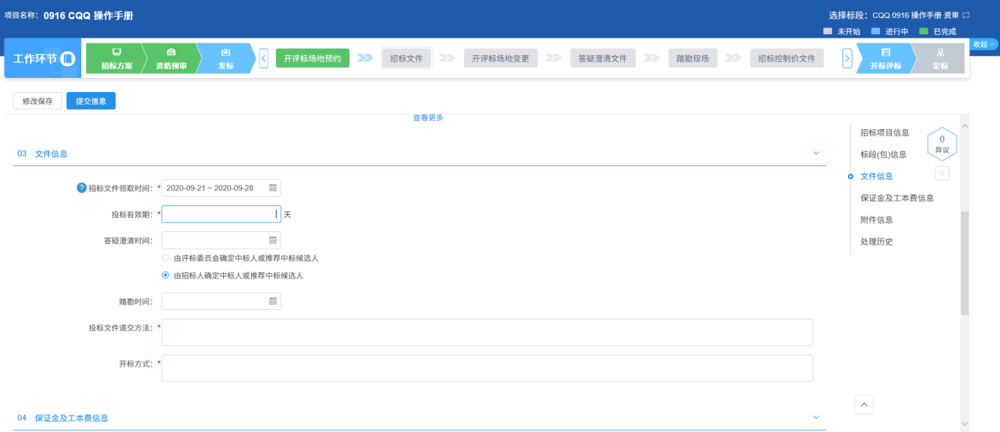 项目名称：0916 CQQ 操作手册
选择标段：CQQ 0916 操作手册 资审
未开始 进行中 已完成
工作环节
招标方案 资格预审 发标
开评标场地预约 招标文件 开评标场地变更 答疑澄清文件 踏勘现场 招标控制价文件
开标评标 定标
收起
修改保存 提交信息
查看更多
03 文件信息
? 招标文件领取时间：* 2020-09-21 ~ 2020-09-28
投标有效期：* 天
答疑澄清时间：
由评标委员会确定中标人或推荐中标候选人
由招标人确定中标人或推荐中标候选人
踏勘时间：
投标文件递交方法：*
开标方式：*
04 保证金及工本费信息
招标项目信息
标段(包)信息
文件信息
保证金及工本费信息
附件信息
处理历史
0
异议